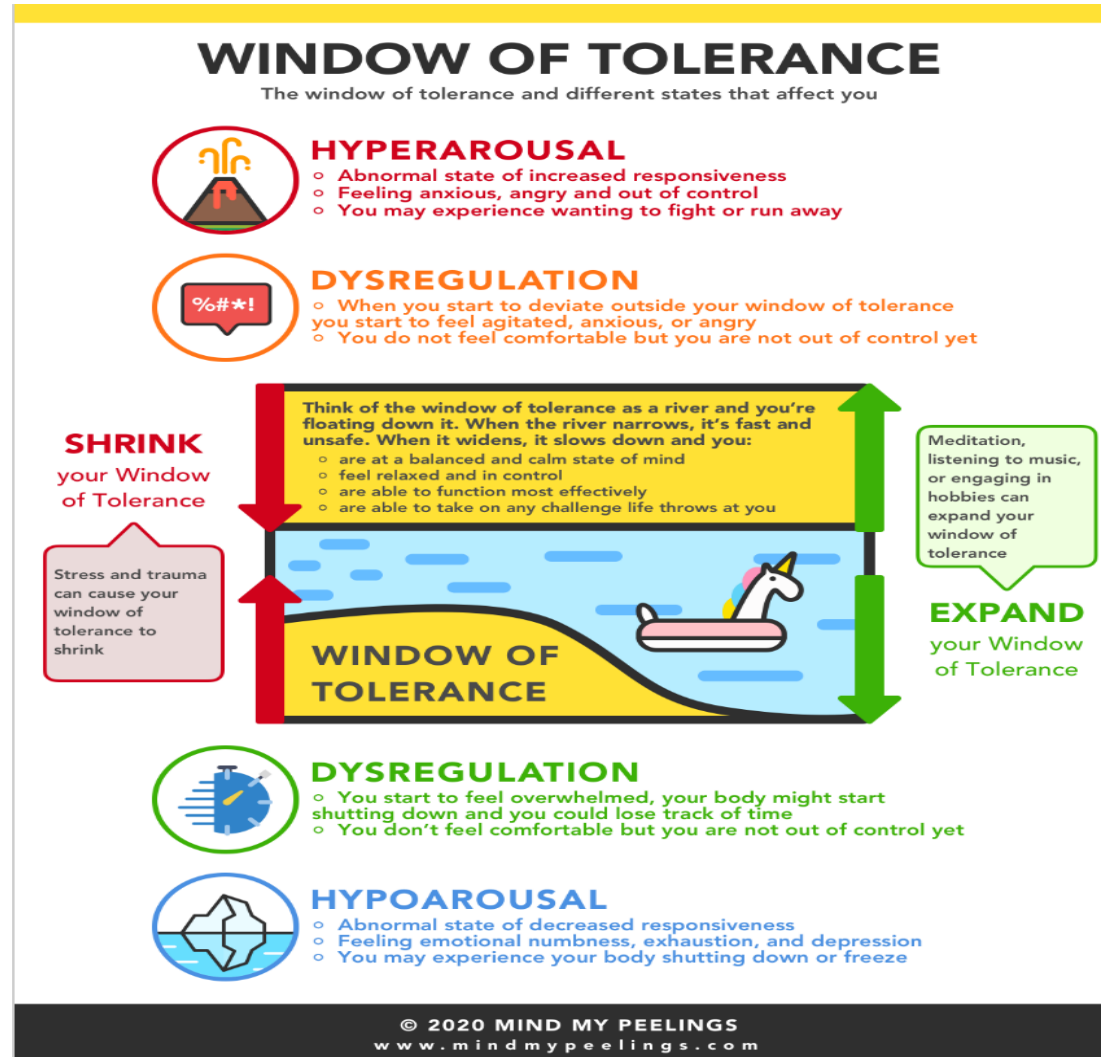 WINDOW OF TOLERANCE
The window of tolerance and different states that affect you
HYPERAROUSAL
◦ Abnormal state of increased responsiveness
◦ Feeling anxious, angry and out of control
◦ You may experience wanting to fight or run away
%#*!
DYSREGULATION
◦ When you start to deviate outside your window of tolerance
you start to feel agitated, anxious, or angry
◦ You do not feel comfortable but you are not out of control yet
SHRINK
your Window
of Tolerance
Stress and trauma
can cause your
window of
tolerance to
shrink
Think of the window of tolerance as a river and you're
floating down it. When the river narrows, it's fast and
unsafe. When it widens, it slows down and you:
◦ are at a balanced and calm state of mind
◦ feel relaxed and in control
◦ are able to function most effectively
◦ are able to take on any challenge life throws at you
WINDOW OF
TOLERANCE
Meditation,
listening to music,
or engaging in
hobbies can
expand your
window of
tolerance
EXPAND
your Window
of Tolerance
DYSREGULATION
◦ You start to feel overwhelmed, your body might start
shutting down and you could lose track of time
◦ You don't feel comfortable but you are not out of control yet
HYPOAROUSAL
◦ Abnormal state of decreased responsiveness
◦ Feeling emotional numbness, exhaustion, and depression
◦ You may experience your body shutting down or freeze
© 2020 MIND MY PEELINGS
www.mindmypeelings.com